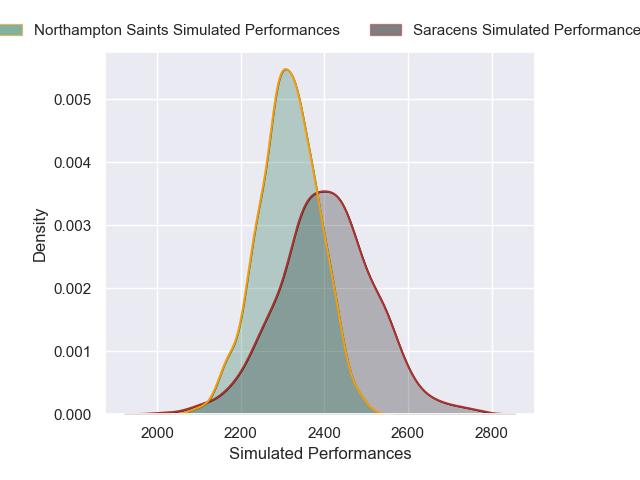 Northampton Saints Simulated Performances
Saracens Simulated Performance
0.005
0.004
0.003
0.002
0.001
0.000
Density
2000
2200
2400
2600
2800
Simulated Performances